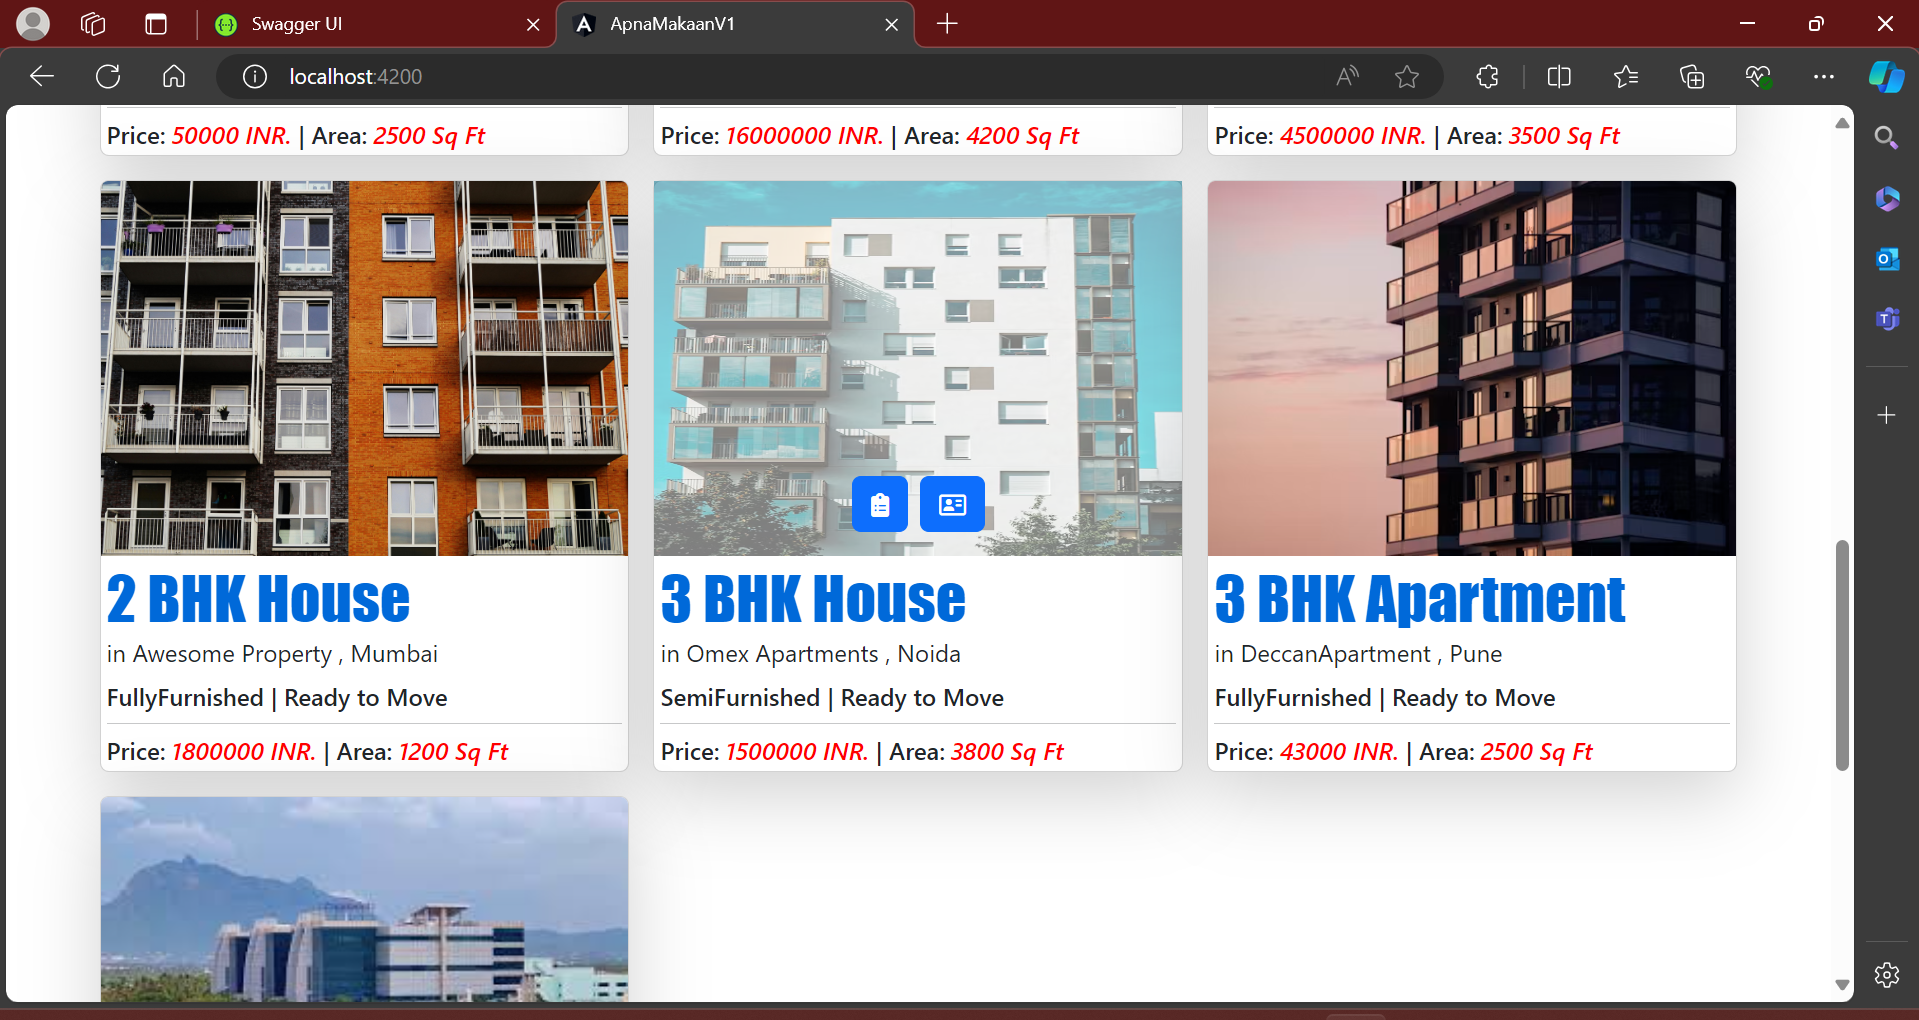 Swagger UI
ApnaMakaanV1
localhost:4200
Price: 50000 INR. | Area: 2500 Sq Ft
Price: 16000000 INR. | Area: 4200 Sq Ft
Price: 4500000 INR. | Area: 3500 Sq Ft
2 BHK House
in Awesome Property , Mumbai
FullyFurnished | Ready to Move
Price: 1800000 INR. | Area: 1200 Sq Ft
3 BHK House
in Omex Apartments , Noida
SemiFurnished | Ready to Move
Price: 1500000 INR. | Area: 3800 Sq Ft
3 BHK Apartment
in DeccanApartment , Pune
FullyFurnished | Ready to Move
Price: 43000 INR. | Area: 2500 Sq Ft